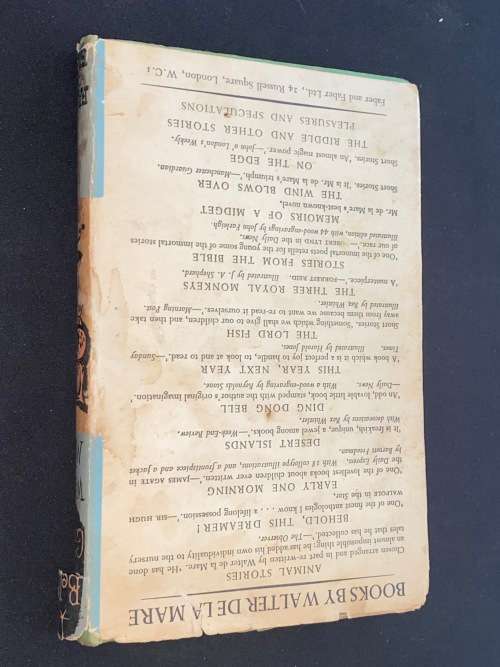 BOOKS BY WALTER DE LA MARE
ANIMAL STORIES
Chosen arranged and in part re-written by Walter de la Mare. 'He has done
an almost impossible thing; he has added his own individuality to the nursery
tales that he has collected.'—The Observer.
BEHOLD, THIS DREAMER!
'One of the finest anthologies I know . . . a lifelong possession.'—SIR HUGH
WALPOLE in the Star.
EARLY ONE MORNING
'One of the loveliest books about children ever written.'—JAMES AGATE in
the Daily Express. With 18 collotype illustrations, and a frontispiece and a jacket
by Barnett Freedman.
DESERT ISLANDS
'It is freakish, unique, a jewel among books.'—Week-End Review.
With decorations by Rex Whistler.
DING DONG BELL
'An odd, lovable little book, stamped with the author's original imagination.'
—Daily News. With a wood-engraving by Reynolds Stone.
THIS YEAR, NEXT YEAR
'A book which it is a perfect joy to handle, to look at and to read.'—Sunday
Times. Illustrated by Harold Jones.
THE LORD FISH
Short Stories. 'Something which we shall give to our children, and then take
away from them because we want to re-read it ourselves.'—Morning Post.
Illustrated by Rex Whistler.
THE THREE ROYAL MONKEYS
'A masterpiece.'—FORREST REID. Illustrated by J. A. Shepherd.
STORIES FROM THE BIBLE
'One of the immortal poets retells for the young some of the immortal stories
of our race.'—ROBERT LYND in the Daily News.
Illustrated edition, with 44 wood-engravings by John Farleigh.
MEMOIRS OF A MIDGET
Mr. de la Mare's best-known novel.
THE WIND BLOWS OVER
Short Stories. 'It is Mr. de la Mare's triumph.'—Manchester Guardian.
ON THE EDGE
Short Stories. 'An almost magic power.'—John o' London's Weekly.
THE RIDDLE AND OTHER STORIES
PLEASURES AND SPECULATIONS
Faber and Faber Ltd., 24 Russell Square, London, W.C.1